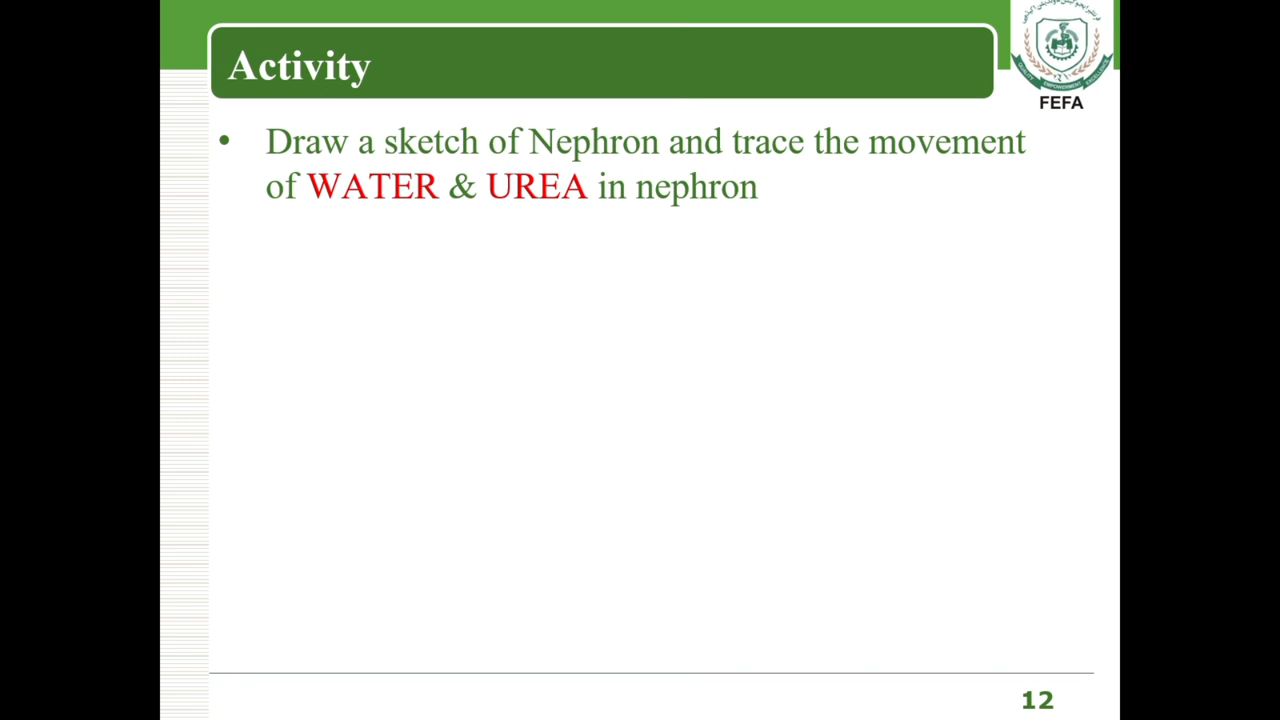 Activity
FEFA
• Draw a sketch of Nephron and trace the movement
of WATER & UREA in nephron
12